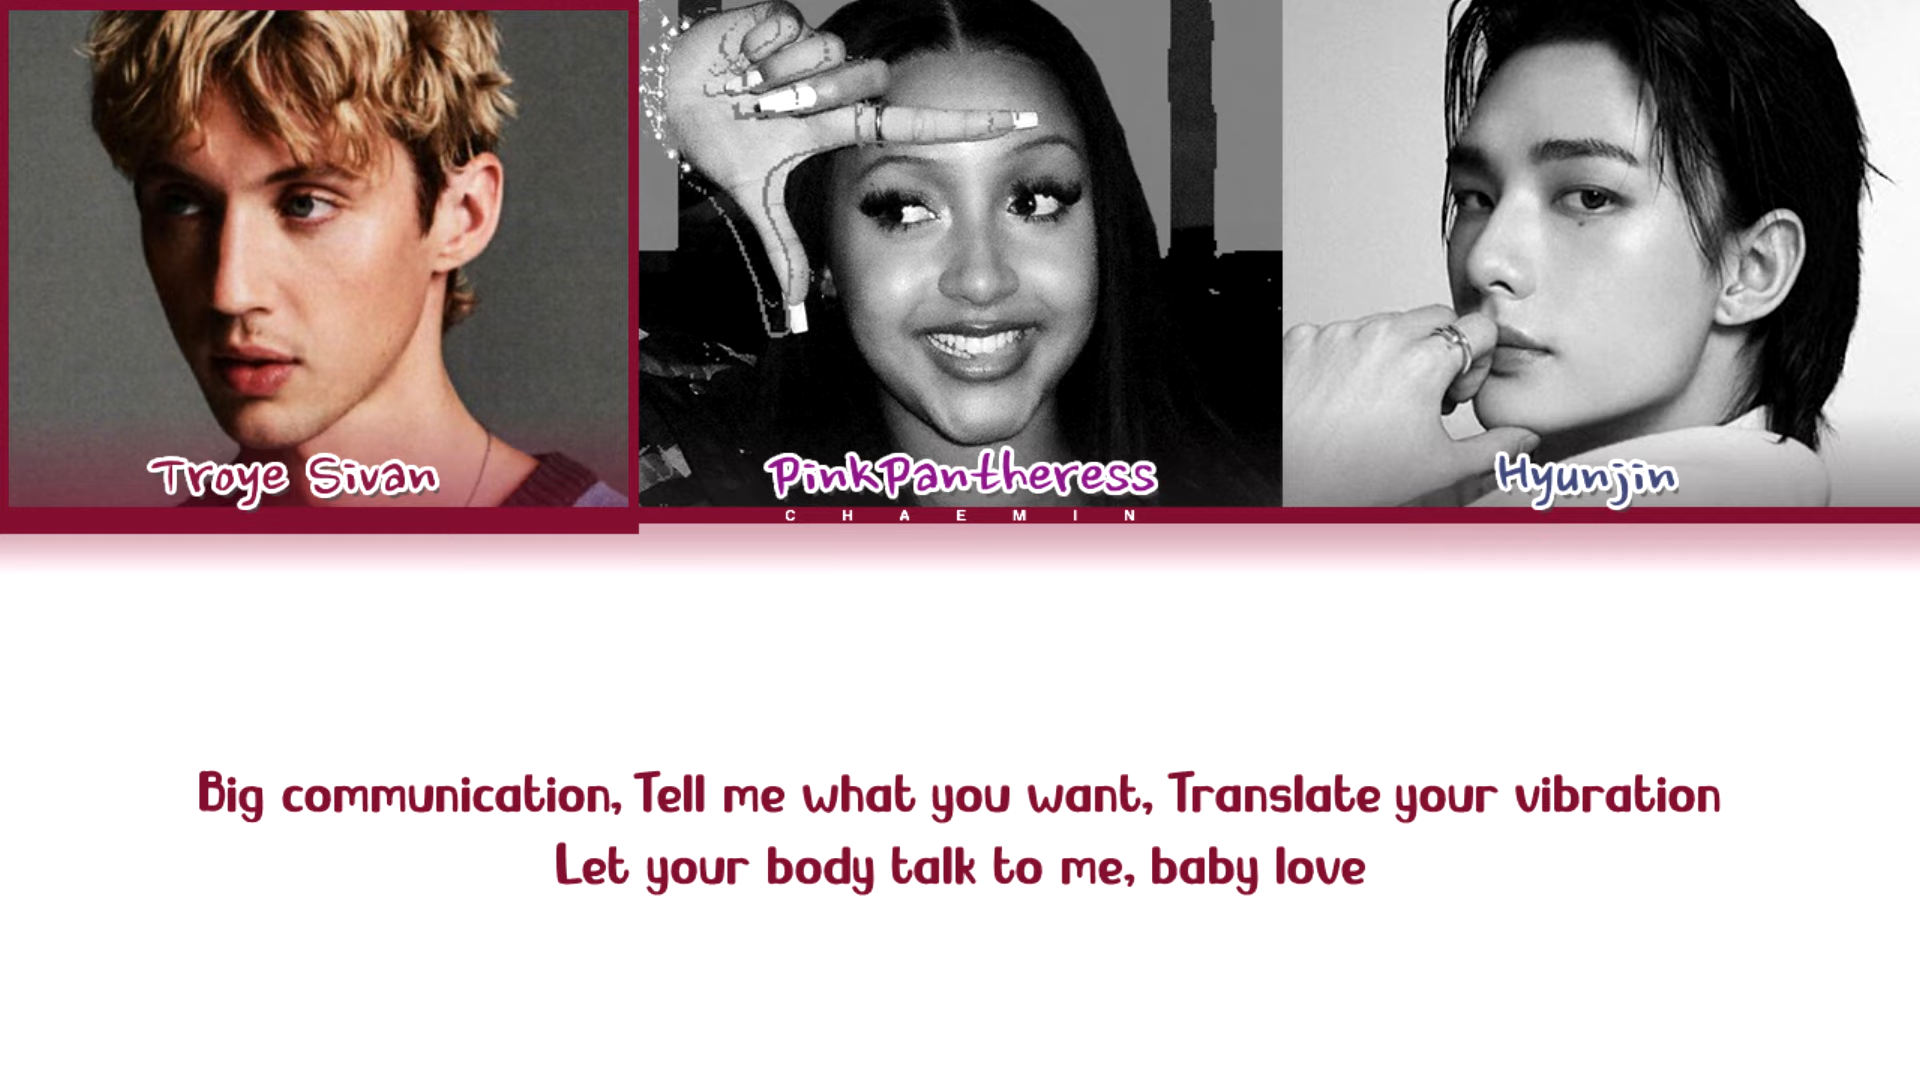 Troye Sivan
PinkPantheress
Hyunjin
CHAEMIN
Big communication, Tell me what you want, Translate your vibration
Let your body talk to me, baby love